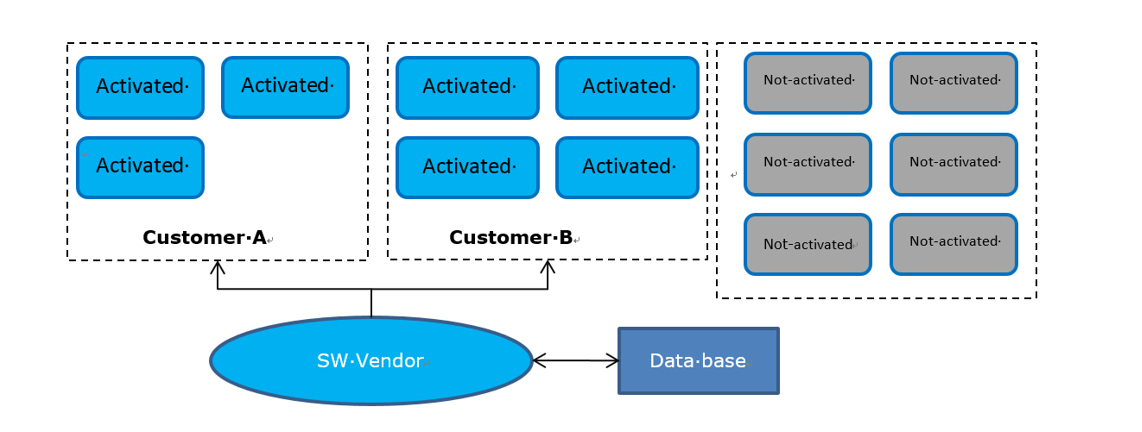 Activated· Activated·
Activated·
Customer·A↵
Activated· Activated·
Activated· Activated·
Customer·B↵
Not-activated· Not-activated·
↵
Not-activated· Not-activated·
Not-activated↵ Not-activated·
SW·Vendor
Data·base